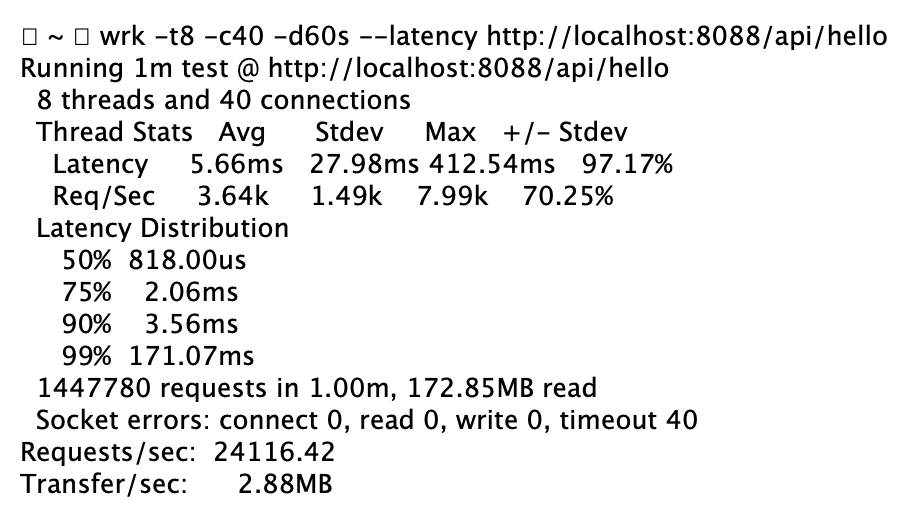 ~ wrk -t8 -c40 -d60s --latency http://localhost:8088/api/hello
Running 1m test @ http://localhost:8088/api/hello
8 threads and 40 connections
Thread Stats Avg Stdev Max +/- Stdev
Latency 5.66ms 27.98ms 412.54ms 97.17%
Req/Sec 3.64k 1.49k 7.99k 70.25%
Latency Distribution
50% 818.00us
75% 2.06ms
90% 3.56ms
99% 171.07ms
1447780 requests in 1.00m, 172.85MB read
Socket errors: connect 0, read 0, write 0, timeout 40
Requests/sec: 24116.42
Transfer/sec: 2.88MB